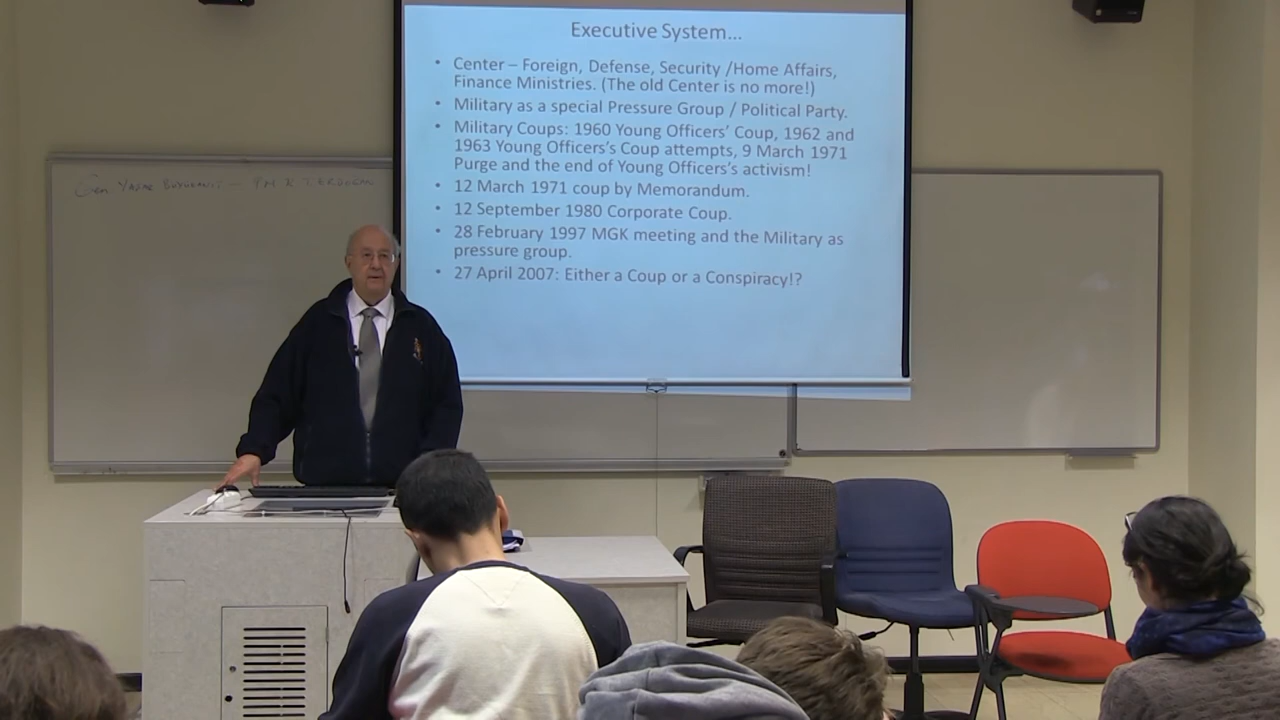 Executive System...
• Center – Foreign, Defense, Security /Home Affairs,
Finance Ministries. (The old Center is no more!)
• Military as a special Pressure Group / Political Party.
• Military Coups: 1960 Young Officers' Coup, 1962 and
1963 Young Officers's Coup attempts, 9 March 1971
Purge and the end of Young Officers's activism!
• 12 March 1971 coup by Memorandum.
• 12 September 1980 Corporate Coup.
• 28 February 1997 MGK meeting and the Military as
pressure group.
• 27 April 2007: Either a Coup or a Conspiracy!?
Gen YAŞAR — PM